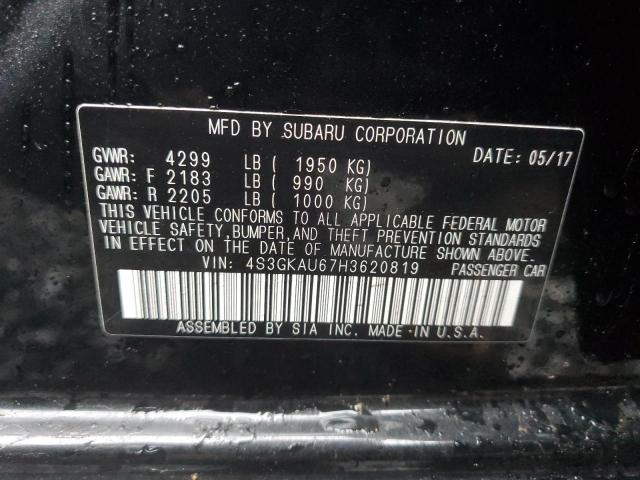 MFD BY SUBARU CORPORATION
GVWR: 4299 LB ( 1950 KG) DATE: 05/17
GAWR: F 2183 LB ( 990 KG)
GAWR: R 2205 LB ( 1000 KG)
THIS VEHICLE CONFORMS TO ALL APPLICABLE FEDERAL MOTOR
VEHICLE SAFETY, BUMPER, AND THEFT PREVENTION STANDARDS
IN EFFECT ON THE DATE OF MANUFACTURE SHOWN ABOVE.
VIN: 4S3GKAU67H3620819 PASSENGER CAR
ASSEMBLED BY SIA INC. MADE IN U.S.A.